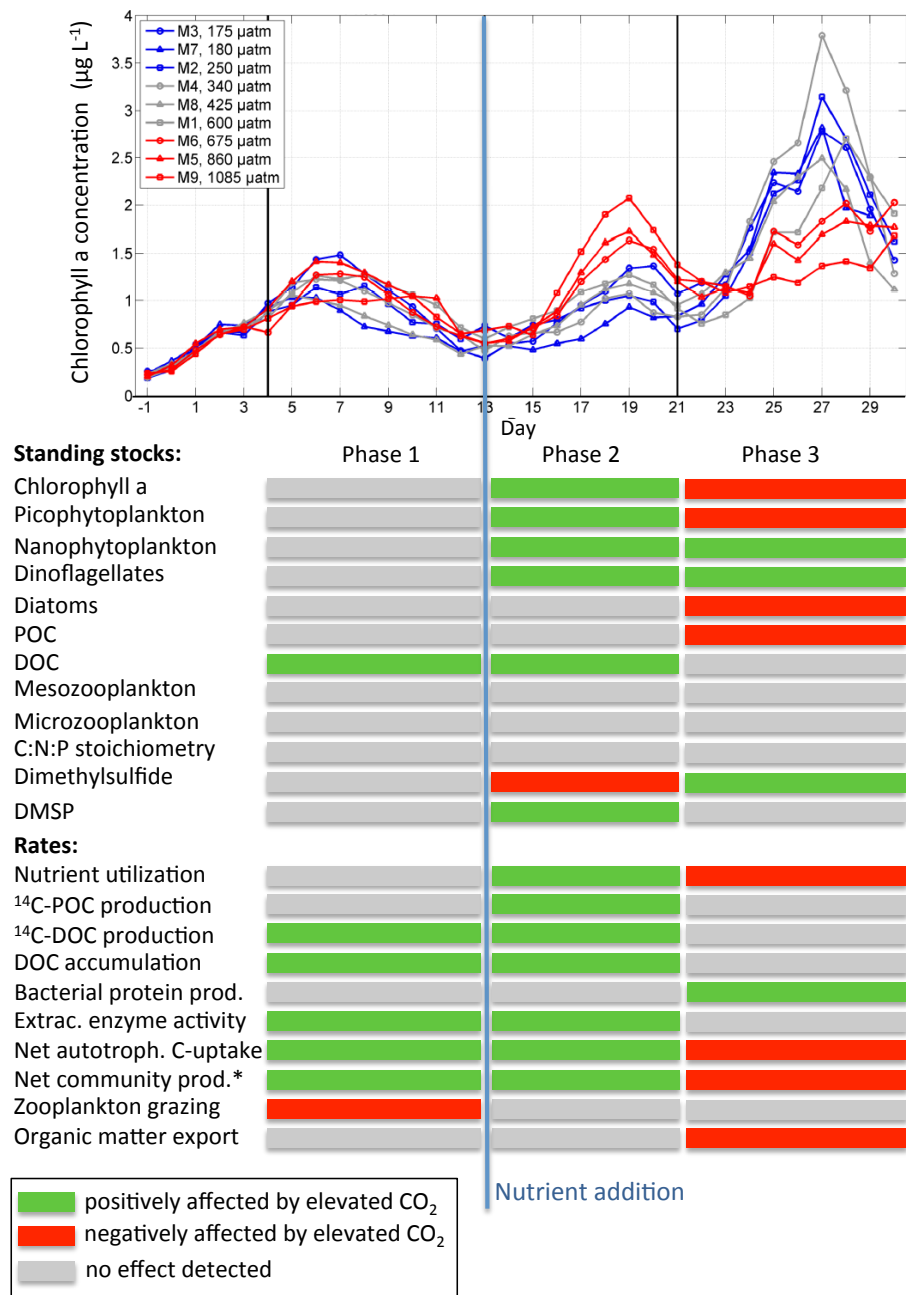 Chlorophyll a concentration (µg L-1)
4
3.5
3
2.5
2
1.5
1
0.5
0
M3, 175 µatm
M7, 180 µatm
M2, 250 µatm
M4, 340 µatm
M8, 425 µatm
M1, 600 µatm
M6, 675 µatm
M5, 860 µatm
M9, 1085 µatm
-1 1 3 5 7 9 11 13 15 17 19 21 23 25 27 29
Day
Standing stocks: Phase 1 Phase 2 Phase 3
Chlorophyll a
Picophytoplankton
Nanophytoplankton
Dinoflagellates
Diatoms
POC
DOC
Mesozooplankton
Microzooplankton
C:N:P stoichiometry
Dimethylsulfide
DMSP
Rates:
Nutrient utilization
14C-POC production
14C-DOC production
DOC accumulation
Bacterial protein prod.
Extrac. enzyme activity
Net autotroph. C-uptake
Net community prod.*
Zooplankton grazing
Organic matter export
Nutrient addition
positively affected by elevated CO2
negatively affected by elevated CO2
no effect detected